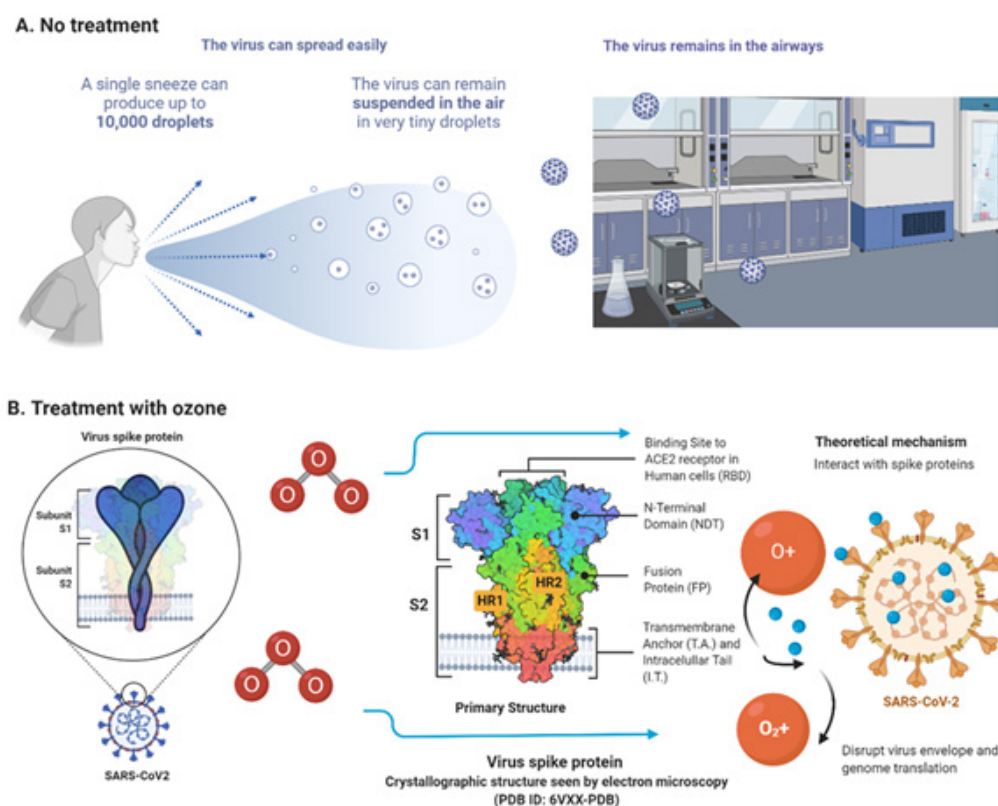 A. No treatment
The virus can spread easily
The virus remains in the airways
A single sneeze can
produce up to
10,000 droplets
The virus can remain
suspended in the air
in very tiny droplets
B. Treatment with ozone
Virus spike protein
Subunit
S1
Subunit
S2
SARS-CoV2
O
O
O
O
O
O
S1
S2
HR1
HR2
Primary Structure
Binding Site to
ACE2 receptor in
Human cells (RBD)
N-Terminal
Domain (NDT)
Fusion
Protein (FP)
Transmembrane
Anchor (T.A.) and
Intracelullar Tail
(I.T.)
Virus spike protein
Crystallographic structure seen by electron microscopy
(PDB ID: 6VXX-PDB)
Theoretical mechanism
Interact with spike proteins
O+
O₂+
SARS-CoV-2
Disrupt virus envelope and
genome translation